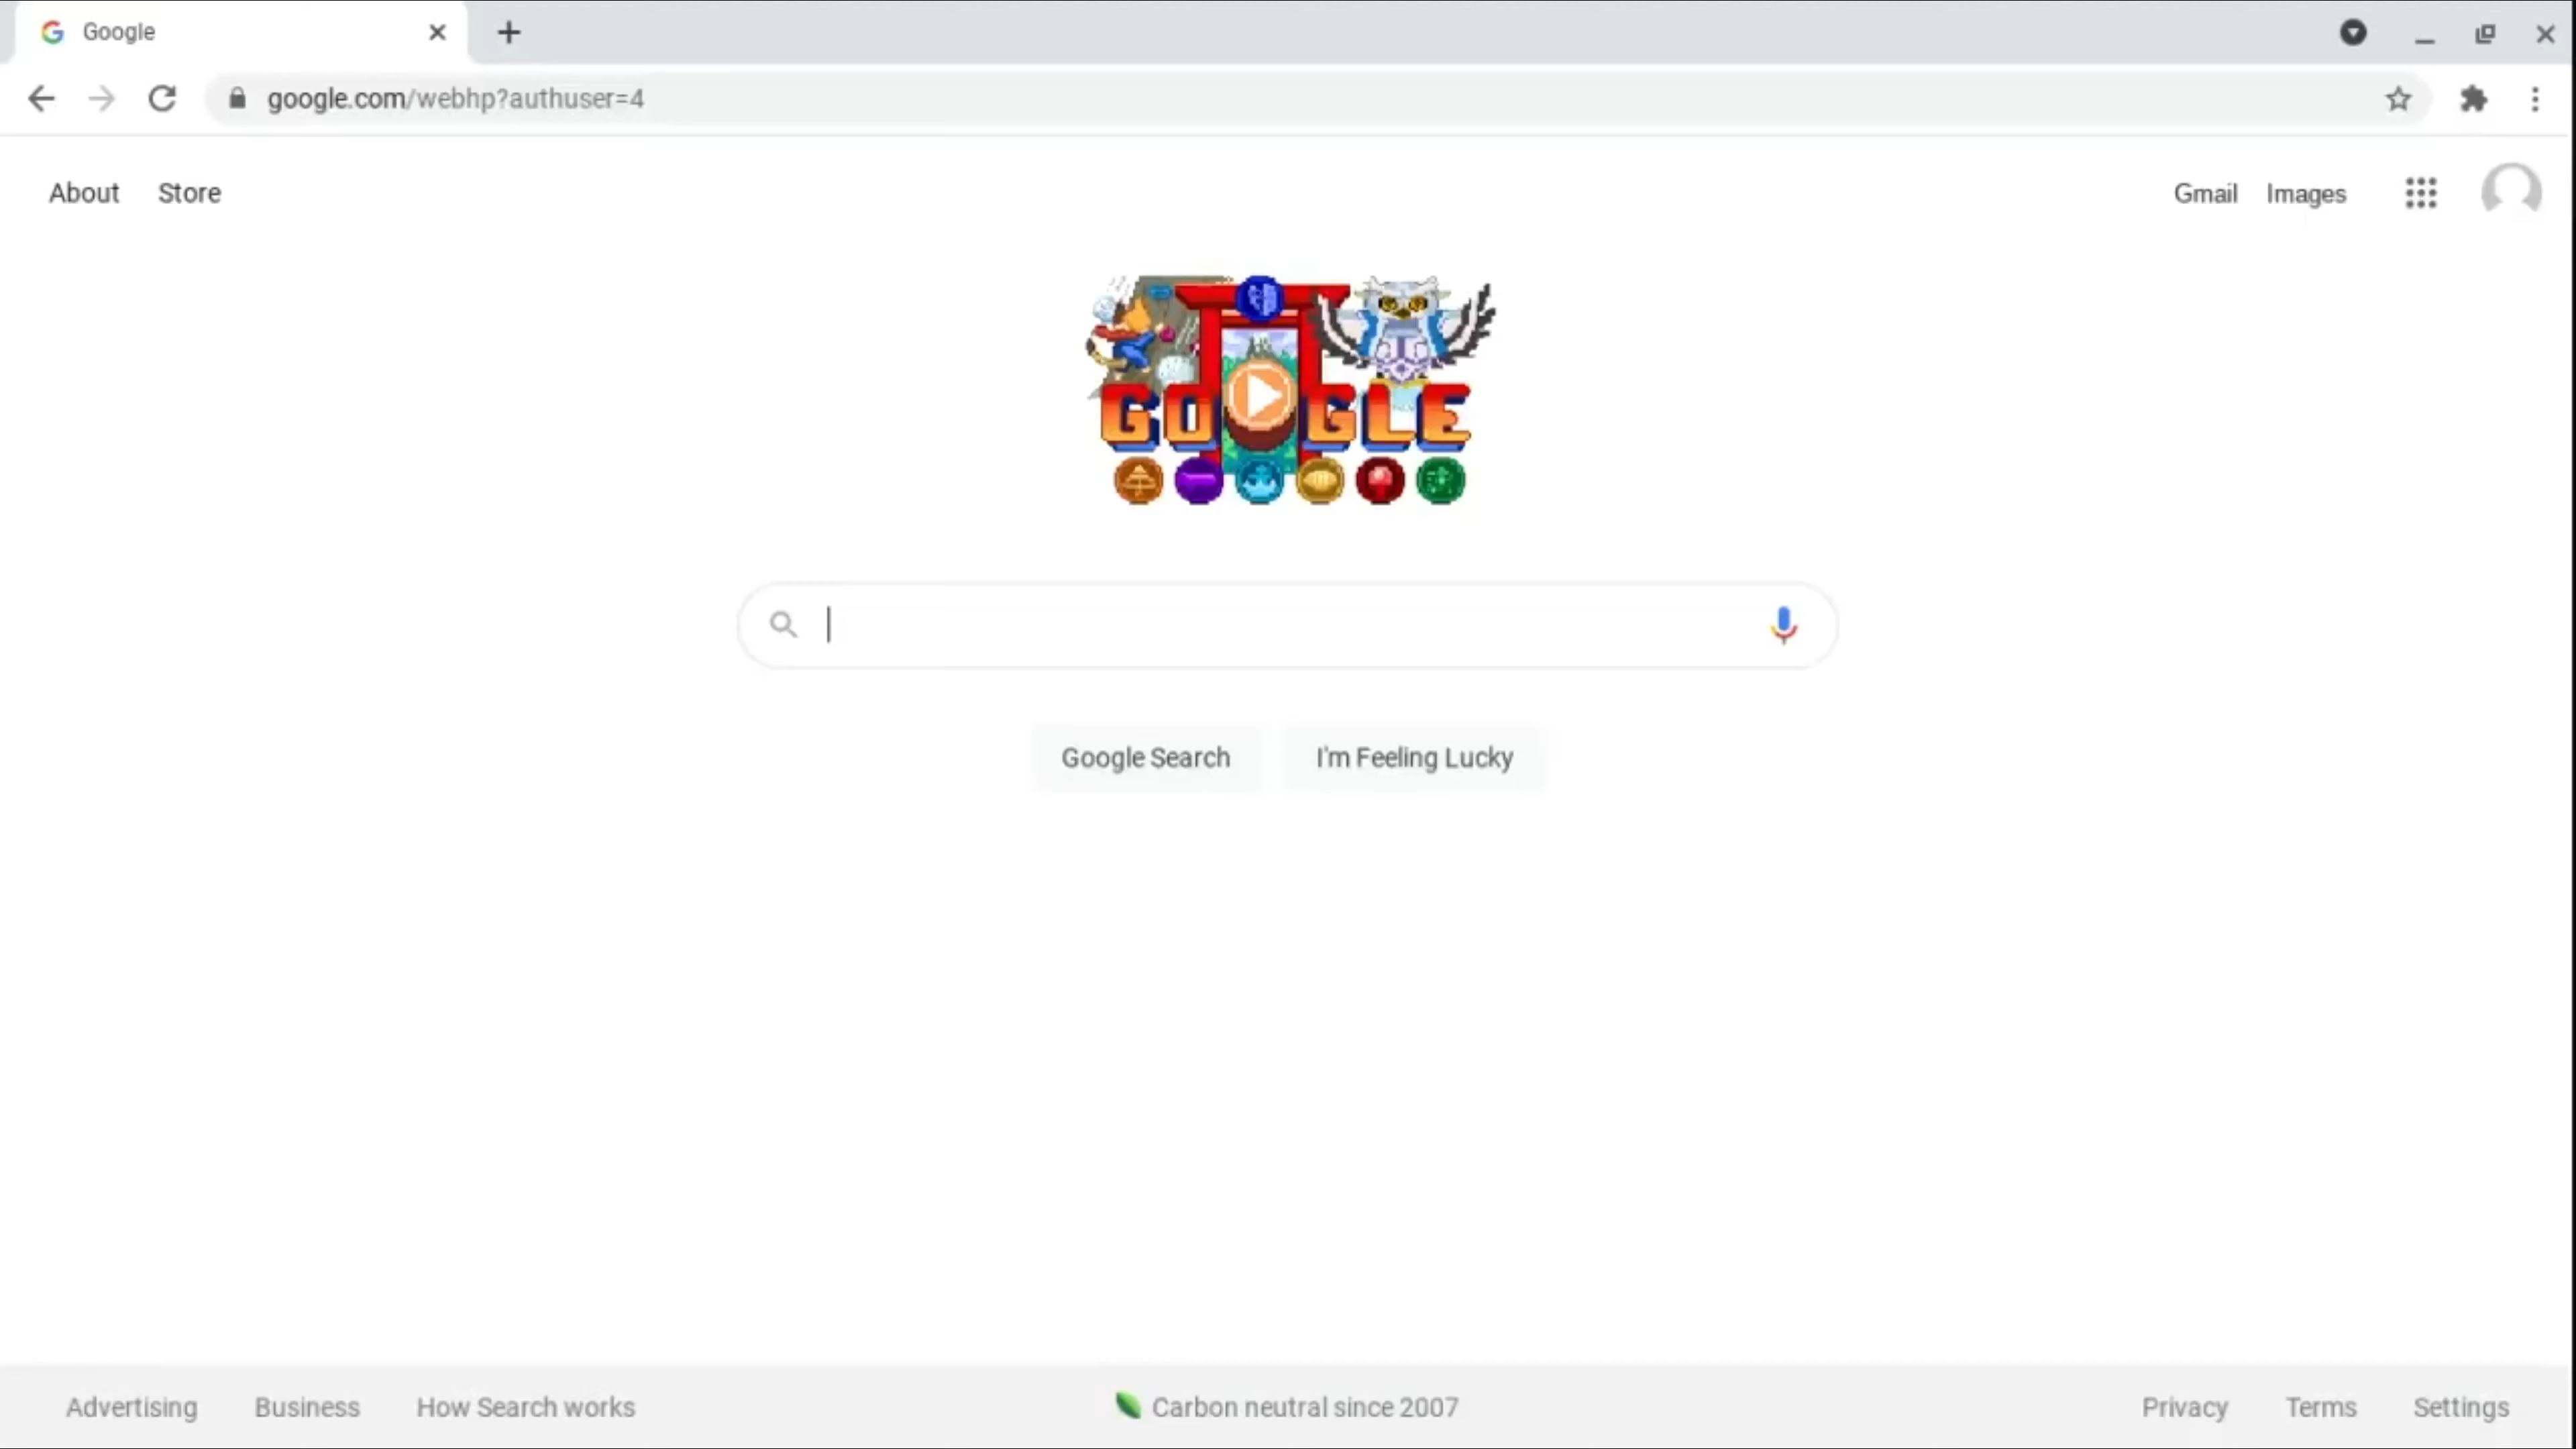 Google
google.com/webhp?authuser=4
About Store
Gmail Images
GOOGLE
Google Search I'm Feeling Lucky
Advertising Business How Search works
Carbon neutral since 2007
Privacy Terms Settings